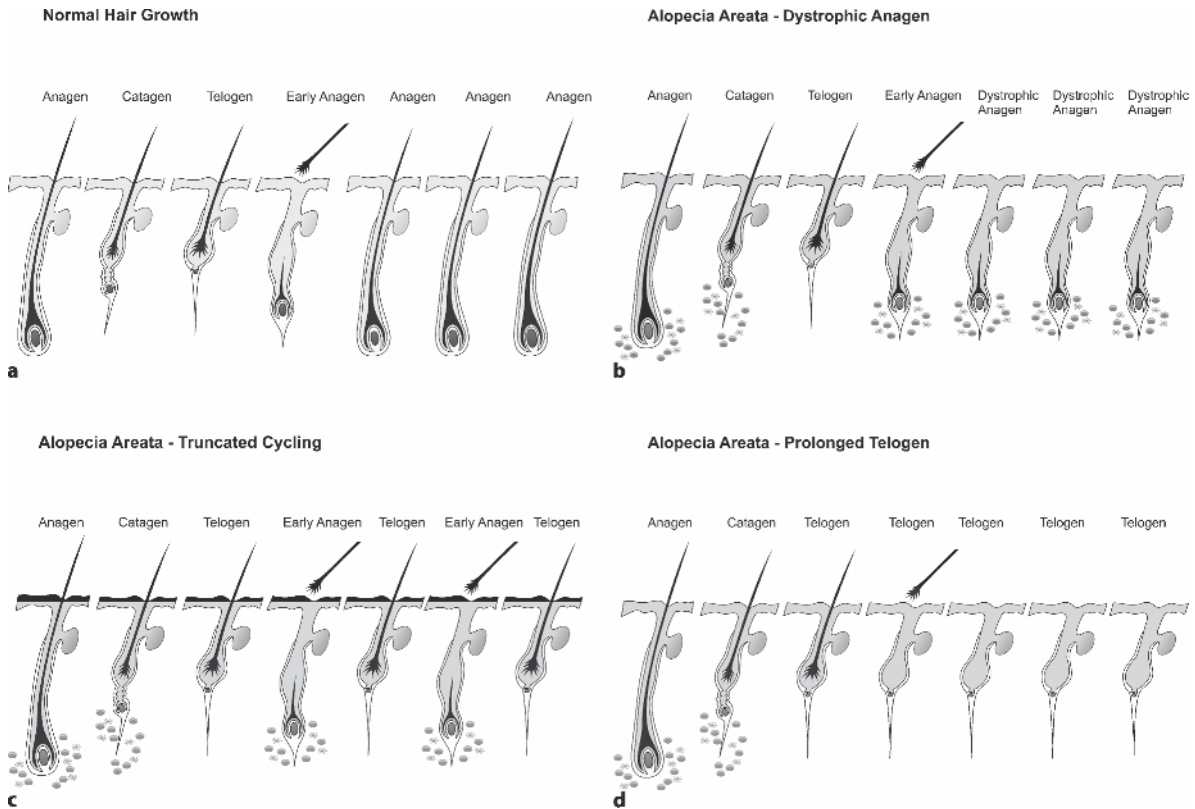 Normal Hair Growth
Anagen Catagen Telogen Early Anagen Anagen Anagen Anagen
a
Alopecia Areata - Dystrophic Anagen
Anagen Catagen Telogen Early Anagen Dystrophic Anagen Dystrophic Anagen Dystrophic Anagen
b
Alopecia Areata - Truncated Cycling
Anagen Catagen Telogen Early Anagen Telogen Early Anagen Telogen
c
Alopecia Areata - Prolonged Telogen
Anagen Catagen Telogen Telogen Telogen Telogen Telogen
d